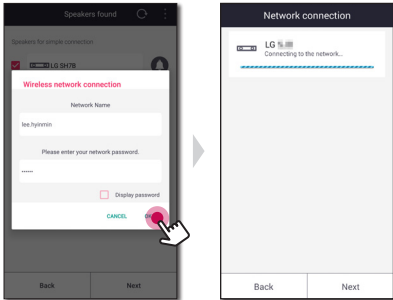 Speakers found
Speakers for simple connection
LG SH7B
Wireless network connection
Network Name
lee.hyinmin
Please enter your network password.
Display password
CANCEL
Back
Next
Network connection
LG
Connecting to the network...
Back
Next